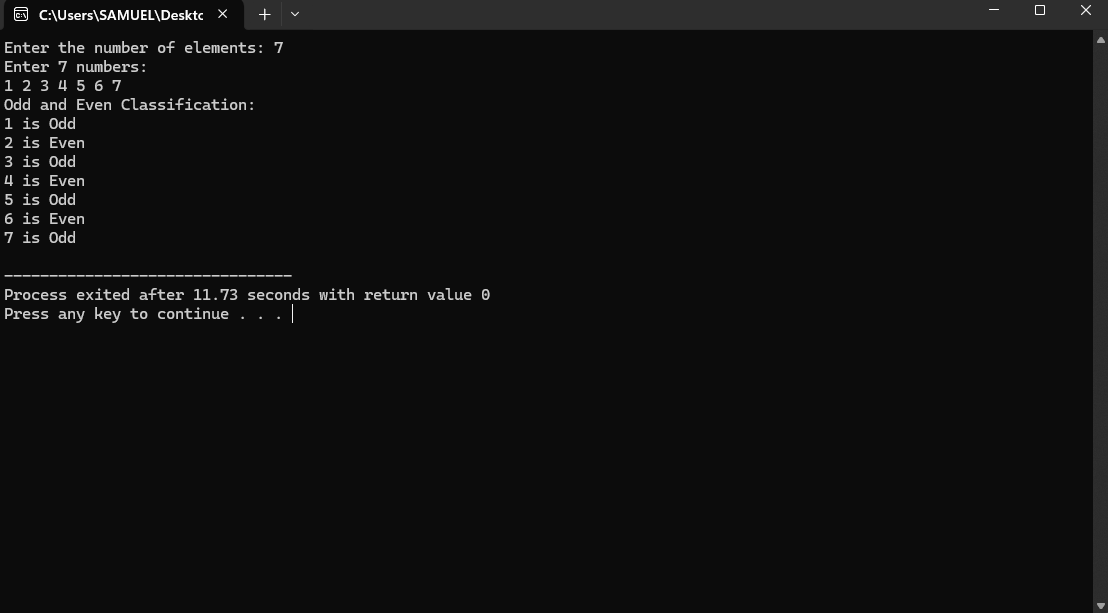 C:\Users\SAMUEL\Deskto
Enter the number of elements: 7
Enter 7 numbers:
1 2 3 4 5 6 7
Odd and Even Classification:
1 is Odd
2 is Even
3 is Odd
4 is Even
5 is Odd
6 is Even
7 is Odd
--------------------------------
Process exited after 11.73 seconds with return value 0
Press any key to continue . . .